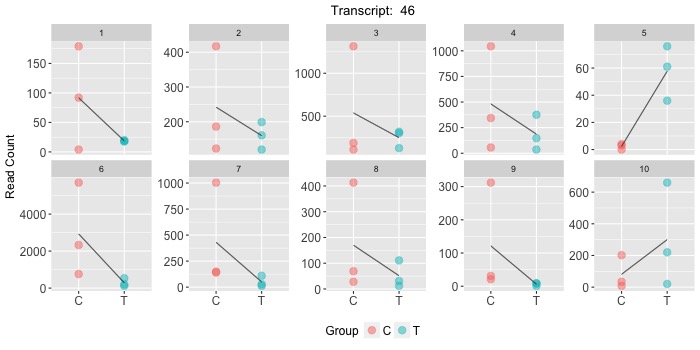 Transcript: 46
1 2 3 4 5
150 100 50 0
400 300 200
1000 500
1000 750 500 250 0
60 40 20 0
Read Count
6 7 8 9 10
4000 2000 0
1000 750 500 250 0
400 300 200 100 0
300 200 100 0
600 400 200 0
C T C T C T C T C T
Group C T